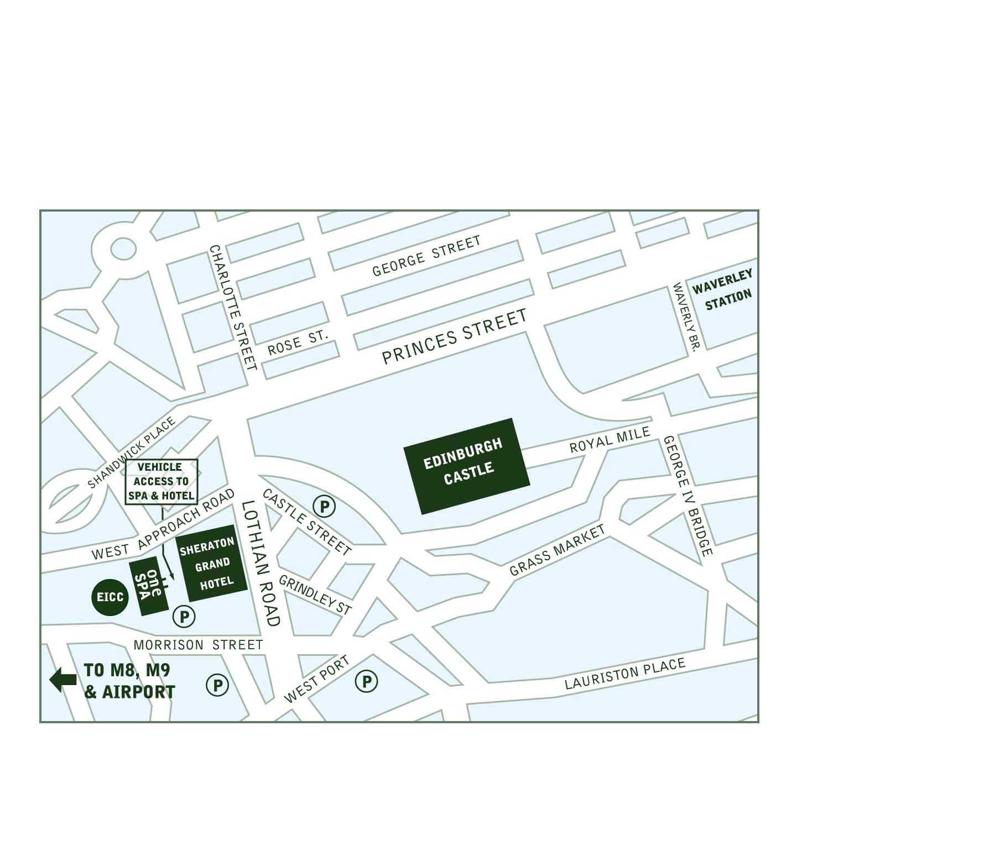 CHARLOTTE STREET
GEORGE STREET
WAVERLEY
STATION
WAVERLY BR.
ROSE ST.
PRINCES STREET
SHANDWICK PLACE
EDINBURGH
CASTLE
ROYAL MILE
GEORGE IV BRIDGE
VEHICLE
ACCESS TO
SPA & HOTEL
WEST APPROACH ROAD
CASTLE STREET
P
LOTHIAN ROAD
GRASS MARKET
SHERATON
GRAND
HOTEL
one
SPA
EICC
P
GRINDLEY ST
MORRISON STREET
TO M8, M9
& AIRPORT
P
WEST PORT
P
LAURISTON PLACE